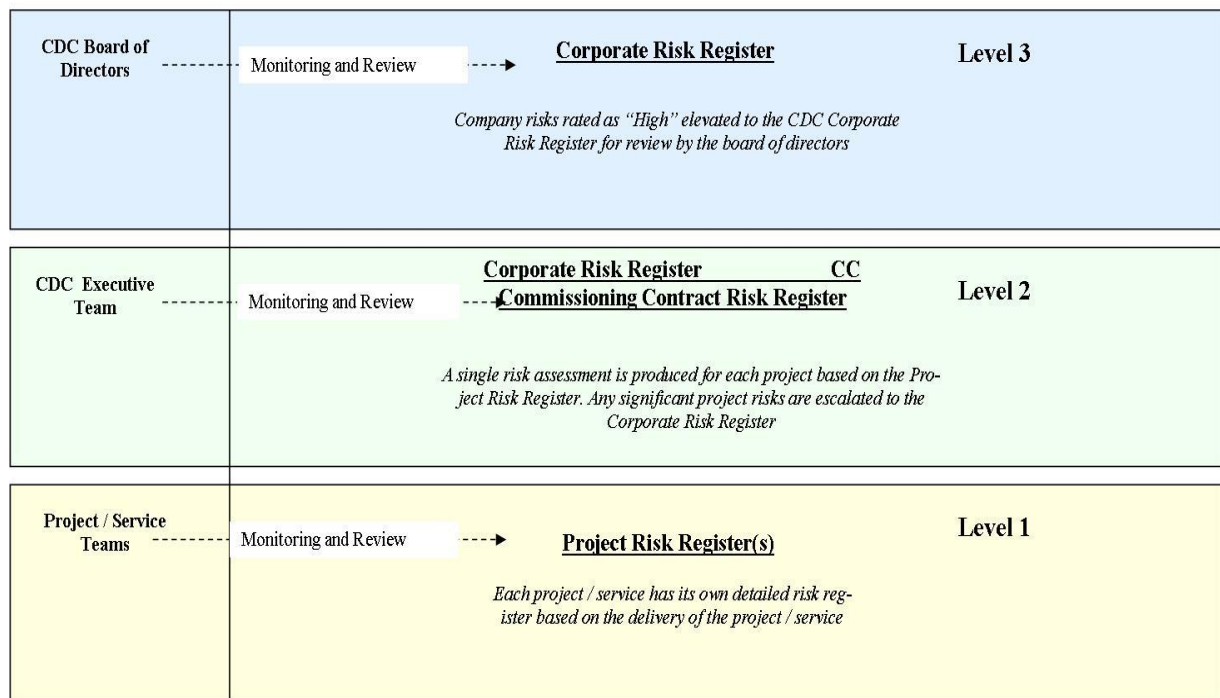 CDC Board of
Directors
Monitoring and Review
Corporate Risk Register
Level 3
Company risks rated as “High” elevated to the CDC Corporate
Risk Register for review by the board of directors
CDC Executive
Team
Monitoring and Review
Corporate Risk Register CC
Commissioning Contract Risk Register
Level 2
A single risk assessment is produced for each project based on the Pro-
ject Risk Register. Any significant project risks are escalated to the
Corporate Risk Register
Project / Service
Teams
Monitoring and Review
Project Risk Register(s)
Level 1
Each project / service has its own detailed risk reg-
ister based on the delivery of the project / service